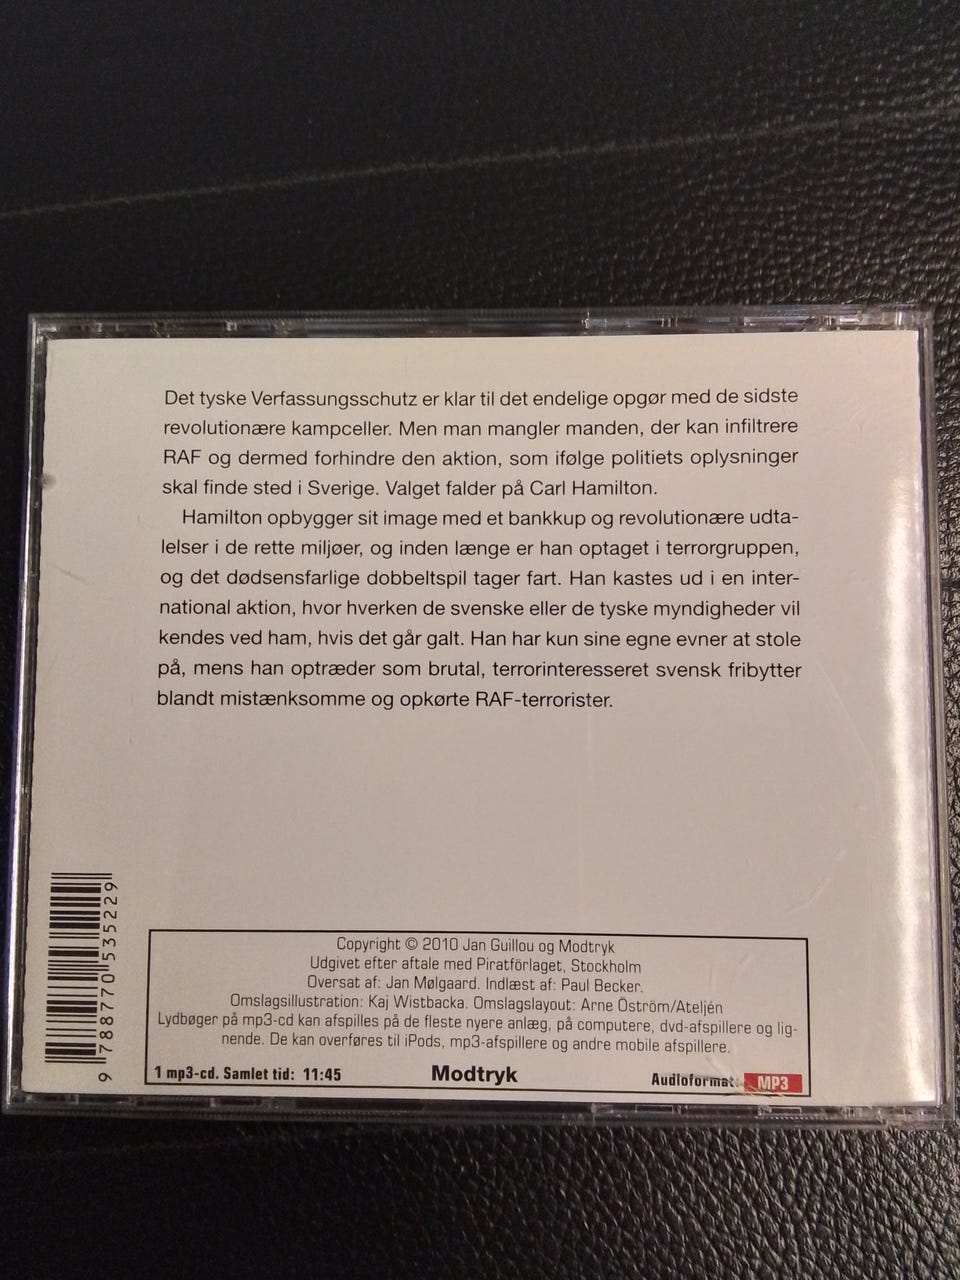 Det tyske Verfassungsschutz er klar til det endelige opgør med de sidste
revolutionære kampceller. Men man mangler manden, der kan infiltrere
RAF og dermed forhindre den aktion, som ifølge politiets oplysninger
skal finde sted i Sverige. Valget falder på Carl Hamilton.
Hamilton opbygger sit image med et bankkup og revolutionære udta-
lelser i de rette miljøer, og inden længe er han optaget i terrorgruppen,
og det dødsensfarlige dobbeltspil tager fart. Han kastes ud i en inter-
national aktion, hvor hverken de svenske eller de tyske myndigheder vil
kendes ved ham, hvis det går galt. Han har kun sine egne evner at stole
på, mens han optræder som brutal, terrorinteresseret svensk fribytter
blandt mistænksomme og opkørte RAF-terrorister.
9 788770 535229
Copyright © 2010 Jan Guillou og Modtryk
Udgivet efter aftale med Piratförlaget, Stockholm
Oversat af: Jan Mølgaard. Indlæst af: Paul Becker.
Omslagsillustration: Kaj Wistbacka. Omslagslayout: Arne Öström/Ateljén
Lydbøger på mp3-cd kan afspilles på de fleste nyere anlæg, på computere, dvd-afspillere og lig-
nende. De kan overføres til iPods, mp3-afspillere og andre mobile afspillere.
1 mp3-cd. Samlet tid: 11:45 Modtryk Audioformat: MP3